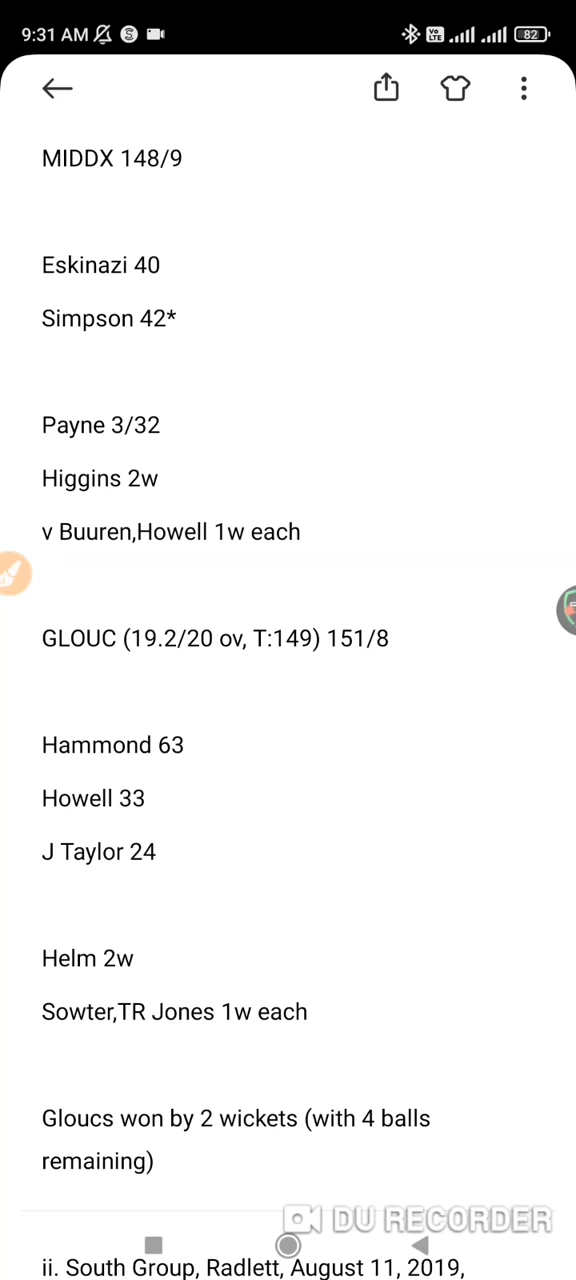 9:31 AM
Vo LTE
82
MIDDX 148/9
Eskinazi 40
Simpson 42*
Payne 3/32
Higgins 2w
v Buuren,Howell 1w each
GLOUC (19.2/20 ov, T:149) 151/8
Hammond 63
Howell 33
J Taylor 24
Helm 2w
Sowter,TR Jones 1w each
Gloucs won by 2 wickets (with 4 balls
remaining)
DU RECORDER
ii. South Group, Radlett, August 11, 2019,